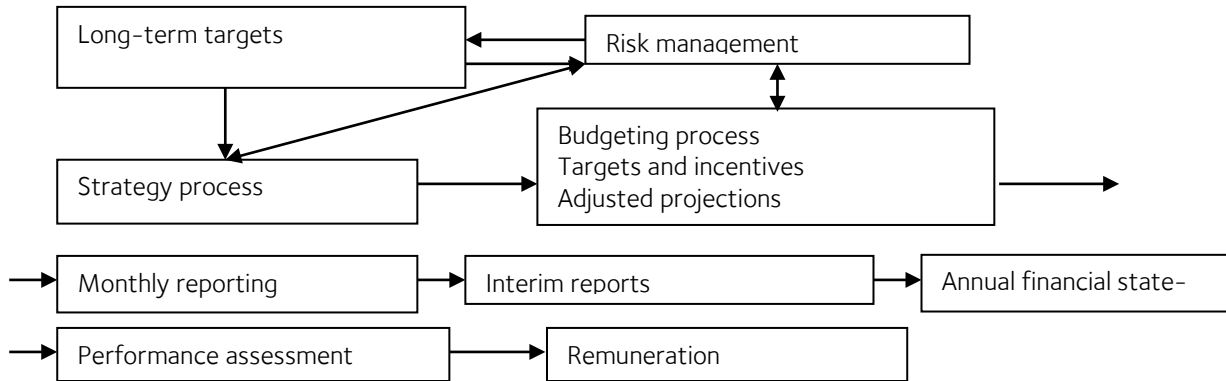 Long-term targets
Risk management
Budgeting process
Targets and incentives
Adjusted projections
Strategy process
Monthly reporting
Interim reports
Annual financial state-
Performance assessment
Remuneration